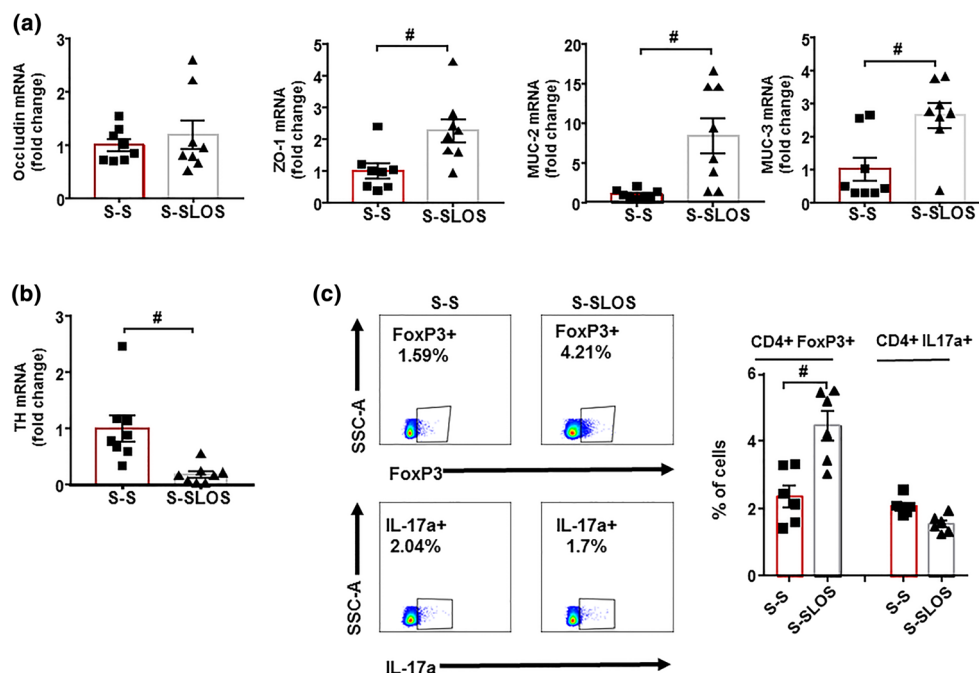 (a)
Occludin mRNA
(fold change)
3
2
1
0
S-S
S-SLOS
ZO-1 mRNA
(fold change)
5
4
3
2
1
0
#
S-S
S-SLOS
MUC-2 mRNA
(fold change)
20
15
10
5
0
#
S-S
S-SLOS
MUC-3 mRNA
(fold change)
5
4
3
2
1
0
#
S-S
S-SLOS
(b)
TH mRNA
(fold change)
3
2
1
0
#
S-S
S-SLOS
(c)
S-S
S-SLOS
SSC-A
FoxP3+
1.59%
FoxP3+
4.21%
FoxP3
SSC-A
IL-17a+
2.04%
IL-17a+
1.7%
IL-17a
CD4+ FoxP3+
CD4+ IL17a+
% of cells
6
4
2
0
#
S-S
S-SLOS
S-S
S-SLOS